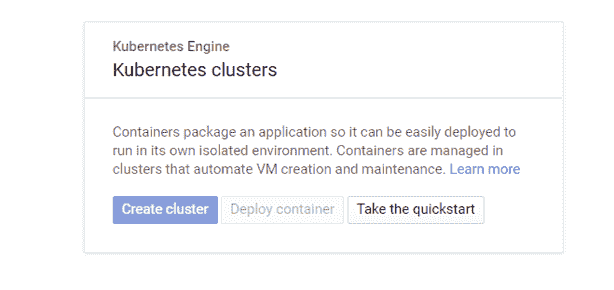 Kubernetes Engine
Kubernetes clusters
Containers package an application so it can be easily deployed to
run in its own isolated environment. Containers are managed in
clusters that automate VM creation and maintenance. Learn more
Create cluster Deploy container Take the quickstart